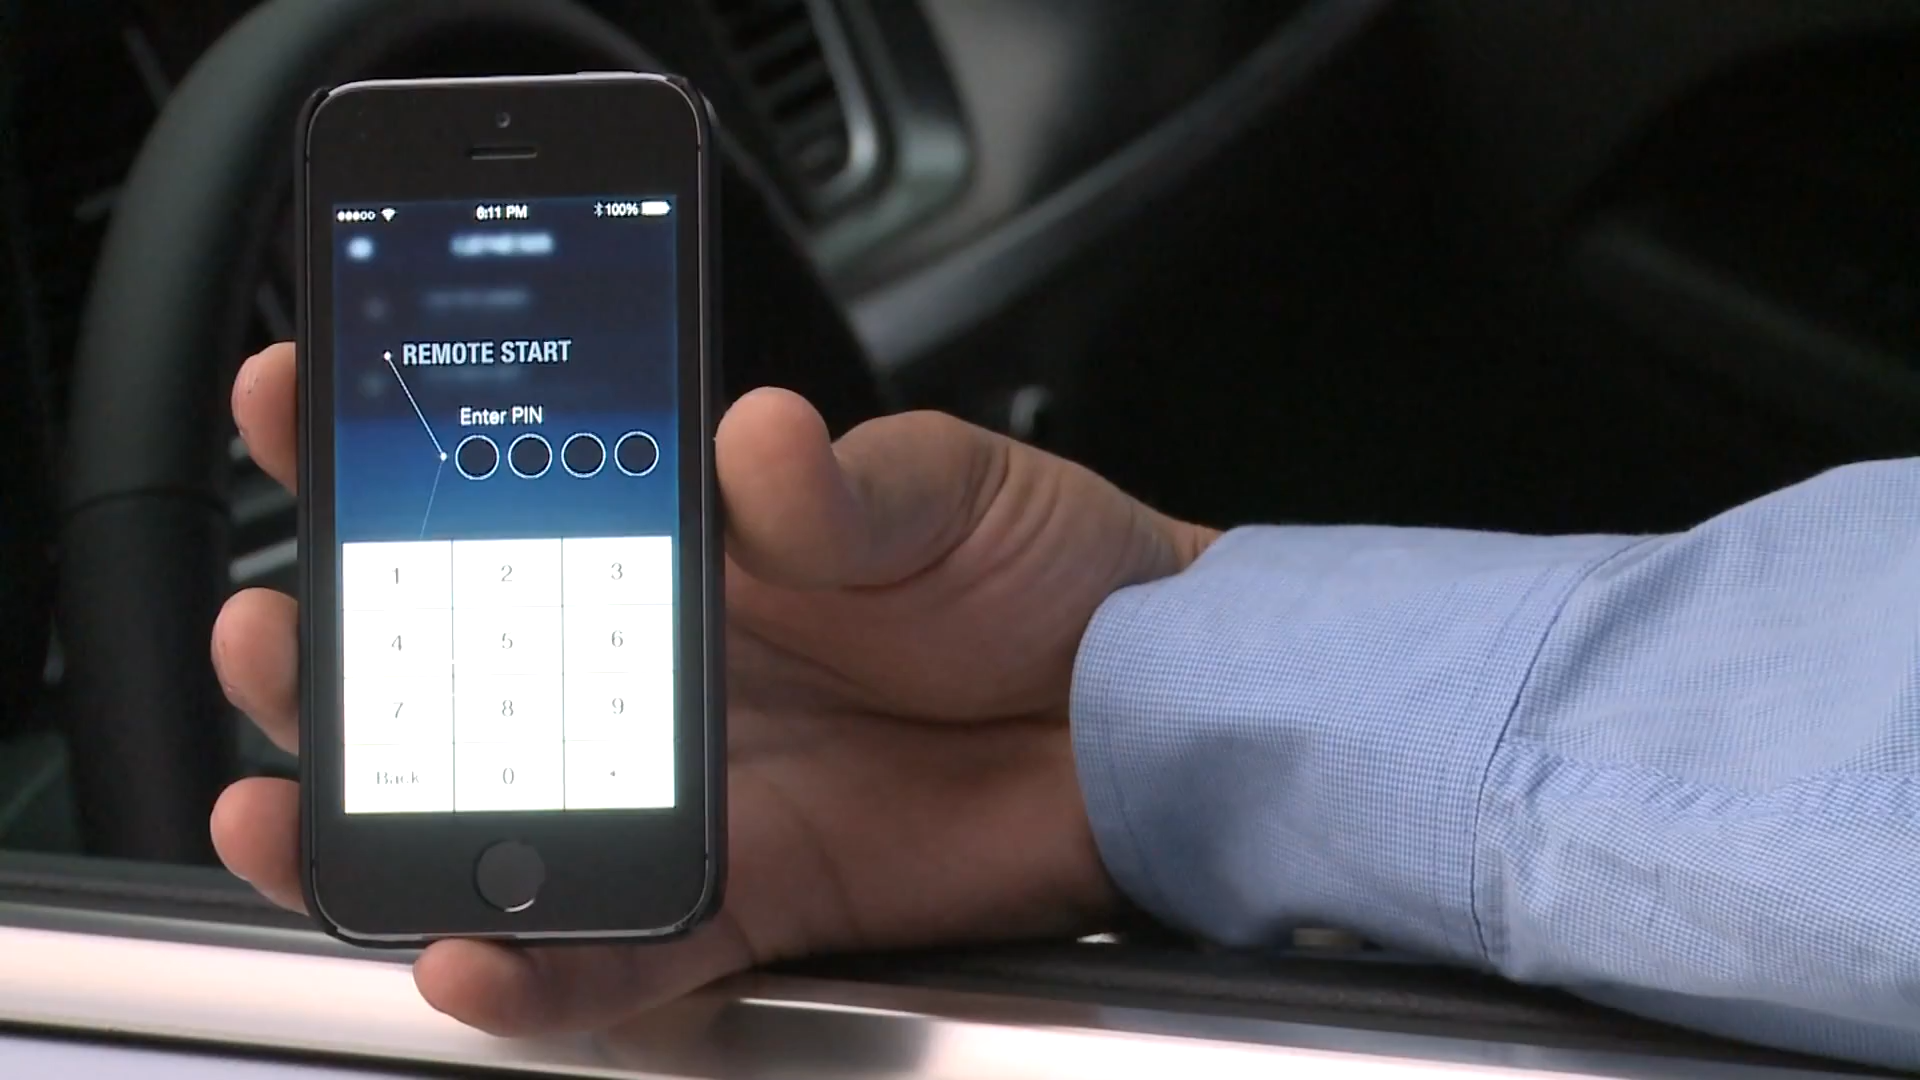 6:11 PM 100%
REMOTE START
Enter PIN
1 2 3
4 5 6
7 8 9
Back 0